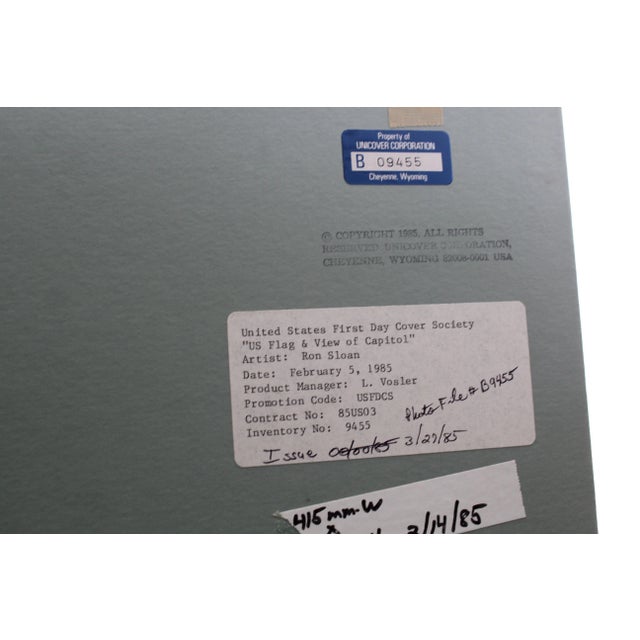 Property of
UNICOVER CORPORATION
B 09455
Cheyenne, Wyoming
© COPYRIGHT 1985, ALL RIGHTS
RESERVED, UNICOVER CORPORATION,
CHEYENNE, WYOMING 82008-0001 USA
United States First Day Cover Society
"US Flag & View of Capitol"
Artist: Ron Sloan
Date: February 5, 1985
Product Manager: L. Vosler
Promotion Code: USFDCS
Contract No: 85US03
Inventory No: 9455
Photo File # B9455
Issue 00/00/85 3/27/85
415 mm-W
x
3/14/85